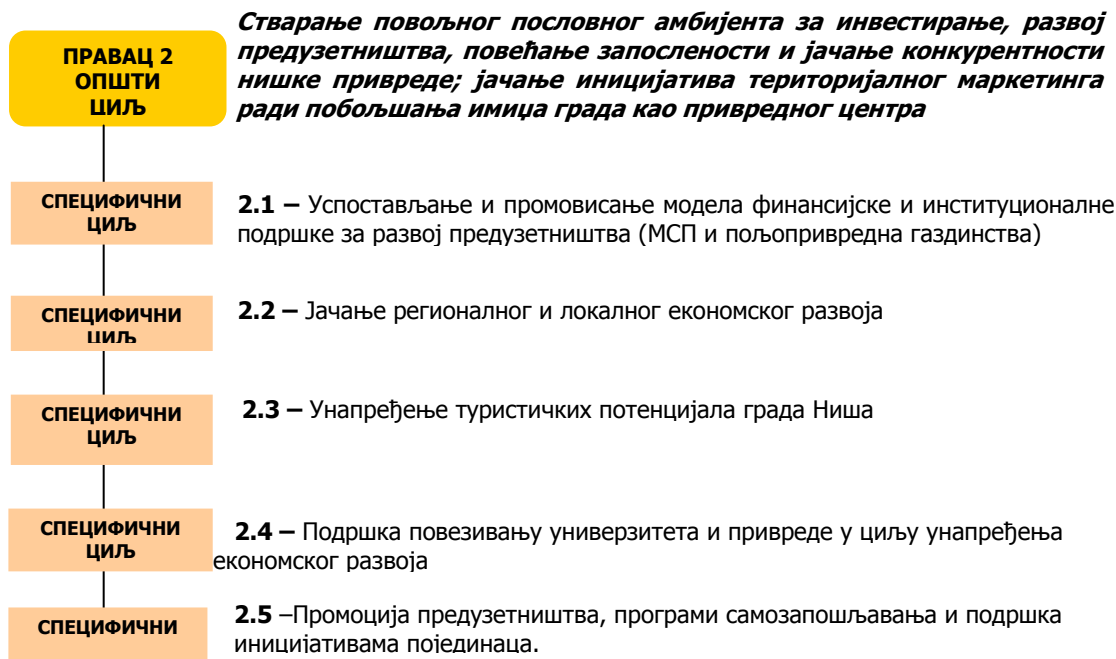 ПРАВАЦ 2
ОПШТИ
ЦИЉ
Стварање повољног пословног амбијента за инвестирање, развој
предузетништва, повећање запослености и јачање конкурентности
нишке привреде; јачање иницијатива територијалног маркетинга
ради побољшања имиџа града као привредног центра
СПЕЦИФИЧНИ
ЦИЉ
2.1 – Успостављање и промовисање модела финансијске и институционалне
подршке за развој предузетништва (МСП и пољопривредна газдинства)
СПЕЦИФИЧНИ
ЦИЉ
2.2 – Јачање регионалног и локалног економског развоја
СПЕЦИФИЧНИ
ЦИЉ
2.3 – Унапређење туристичких потенцијала града Ниша
СПЕЦИФИЧНИ
ЦИЉ
2.4 – Подршка повезивању универзитета и привреде у циљу унапређења
економског развоја
СПЕЦИФИЧНИ
2.5 –Промоција предузетништва, програми самозапошљавања и подршка
иницијативама појединаца.